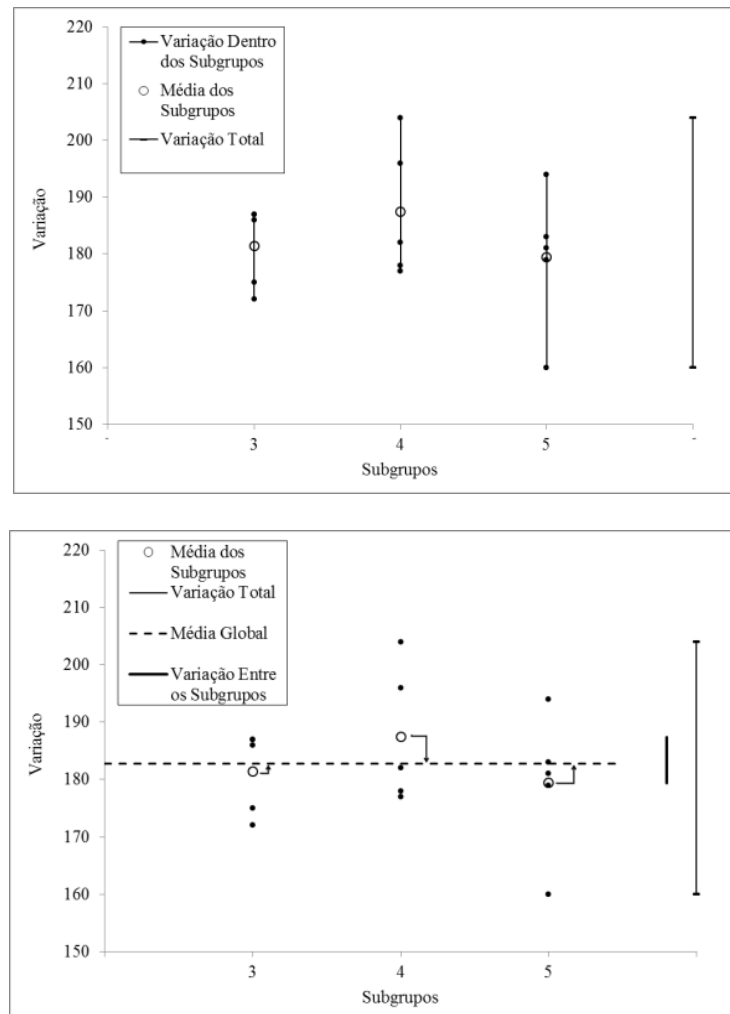 220
210
200
190
180
170
160
150
Variação
Variação Dentro
dos Subgrupos
Média dos
Subgrupos
Variação Total
-
3
4
5
-
Subgrupos
220
210
200
190
180
170
160
150
Variação
Média dos
Subgrupos
Variação Total
Média Global
Variação Entre
os Subgrupos
3
4
5
Subgrupos